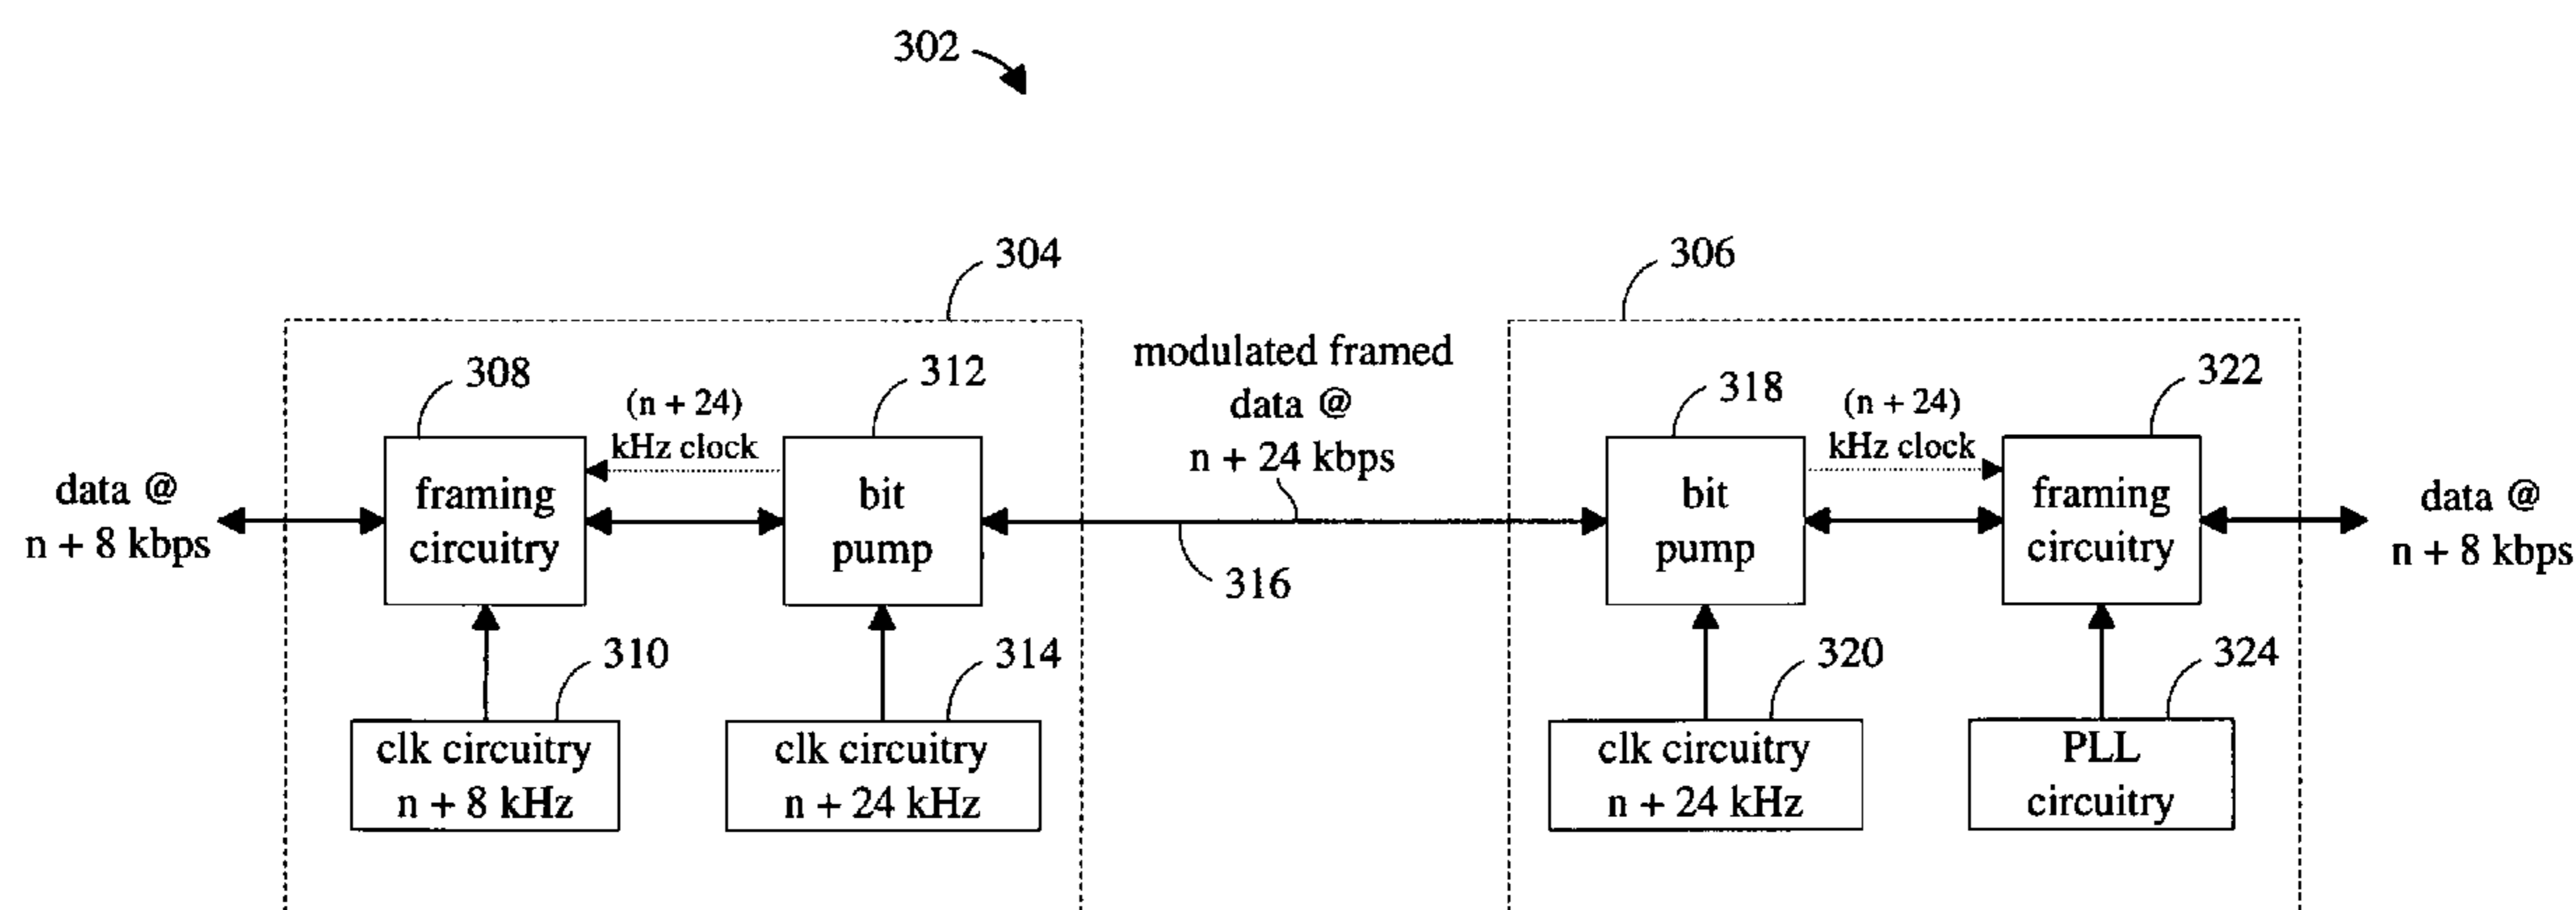 302
304
306
308
(n + 24)
kHz clock
312
modulated framed
data @
n + 24 kbps
318
(n + 24)
kHz clock
322
data @
n + 8 kbps
framing
circuitry
bit
pump
316
bit
pump
framing
circuitry
data @
n + 8 kbps
310
314
320
324
clk circuitry
n + 8 kHz
clk circuitry
n + 24 kHz
clk circuitry
n + 24 kHz
PLL
circuitry